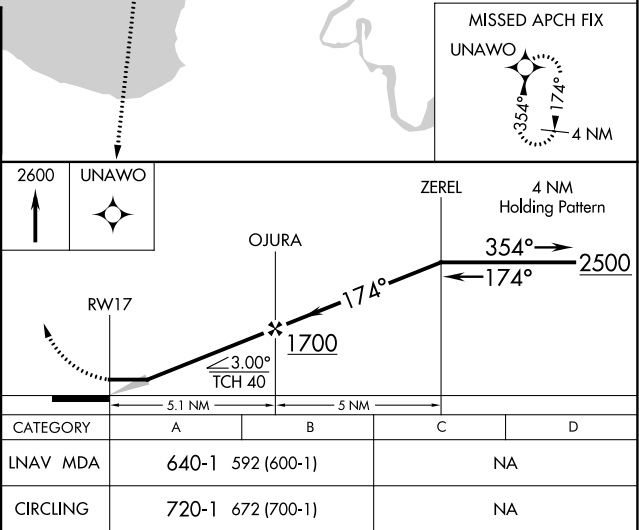 MISSED APCH FIX
UNAWO
354°
174°
4 NM
2600
UNAWO
ZEREL
4 NM
Holding Pattern
OJURA
354°
2500
174°
174°
RW17
1700
3.00°
TCH 40
5.1 NM
5 NM
CATEGORY A B C D
LNAV MDA 640-1 592 (600-1) NA
CIRCLING 720-1 672 (700-1) NA